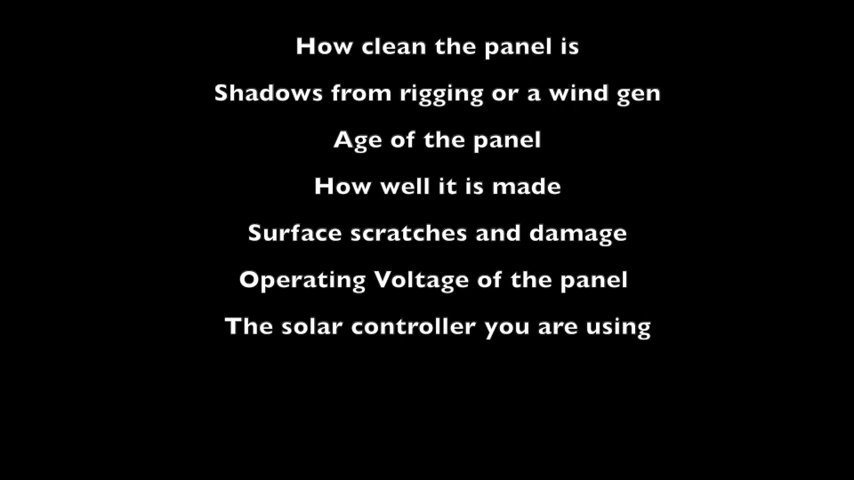 How clean the panel is
Shadows from rigging or a wind gen
Age of the panel
How well it is made
Surface scratches and damage
Operating Voltage of the panel
The solar controller you are using